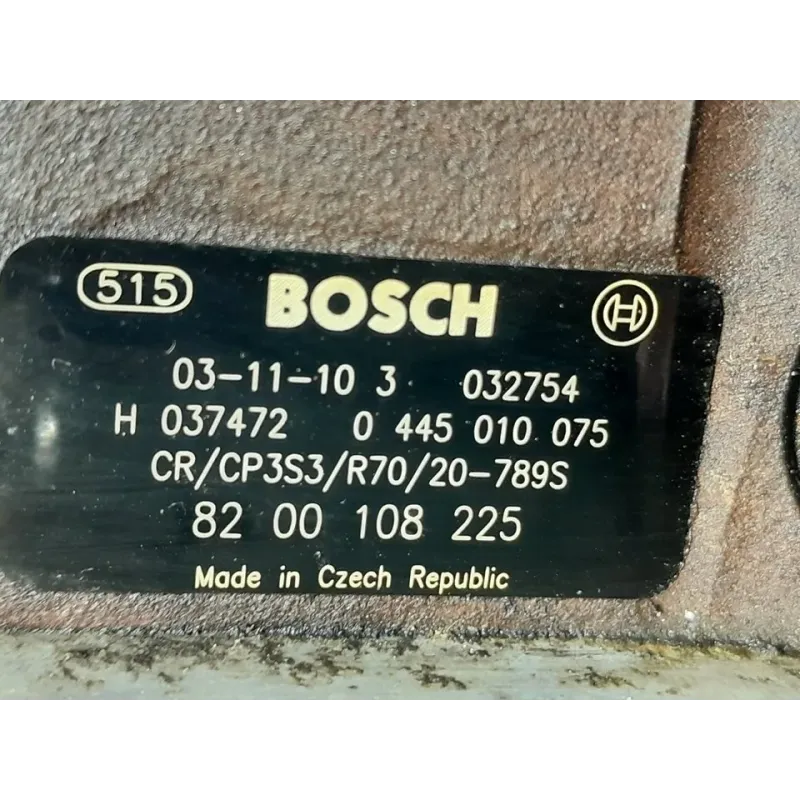 515 BOSCH
03-11-10 3 032754
H 037472 0 445 010 075
CR/CP3S3/R70/20-789S
82 00 108 225
Made in Czech Republic